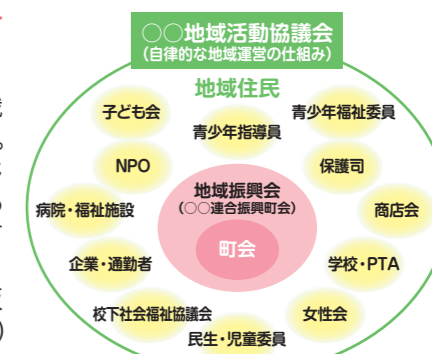 ○○地域活動協議会
（自律的な地域運営の仕組み）
地域住民
子ども会
青少年指導員
青少年福祉委員
NPO
保護司
地域振興会
（○○連合振興町会）
病院・福祉施設
商店会
町会
企業・通勤者
学校・PTA
校下社会福祉協議会
女性会
民生・児童委員